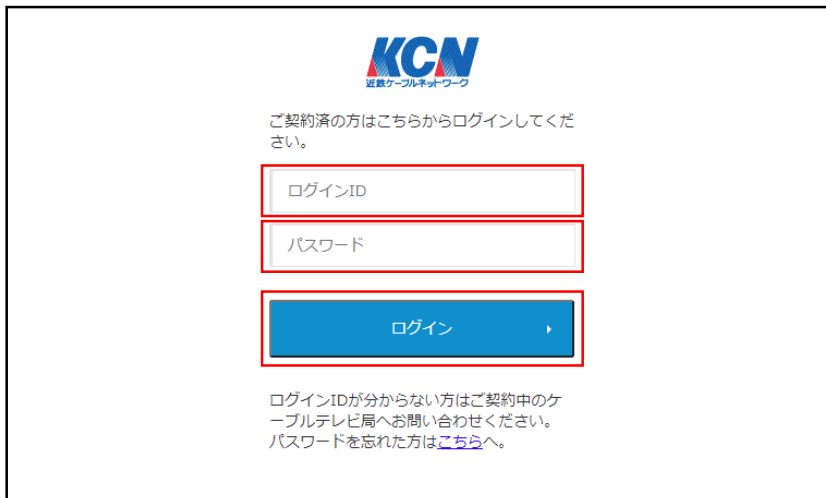 KCN
近鉄ケーブルネットワーク
ご契約済の方はこちらからログインしてくだ
さい。
ログインID
パスワード
ログイン
ログインIDが分からない方はご契約中のケ
ーブルテレビ局へお問い合わせください。
パスワードを忘れた方はこちらへ。